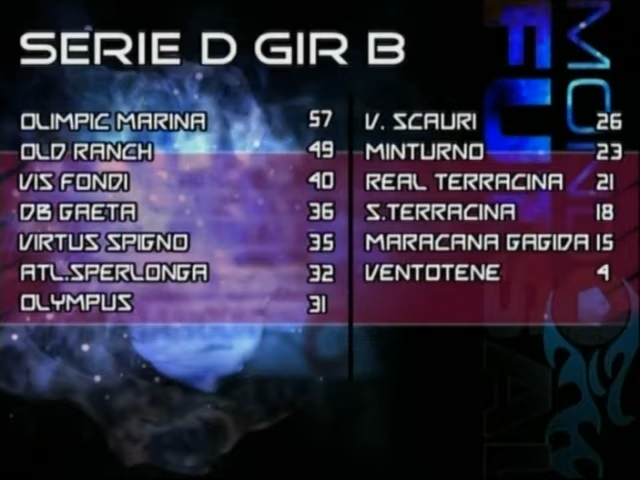 SERIE D GIR B
OLIMPIC MARINA 57
OLD RANCH 49
VIS FONDI 40
DB GAETA 36
VIRTUS SPIGNO 35
ATL.SPERLONGA 32
OLYMPUS 31
V. SCAURI 26
MINTURNO 23
REAL TERRACINA 21
S.TERRACINA 18
MARACANA GAGIDA 15
VENTOTENE 4